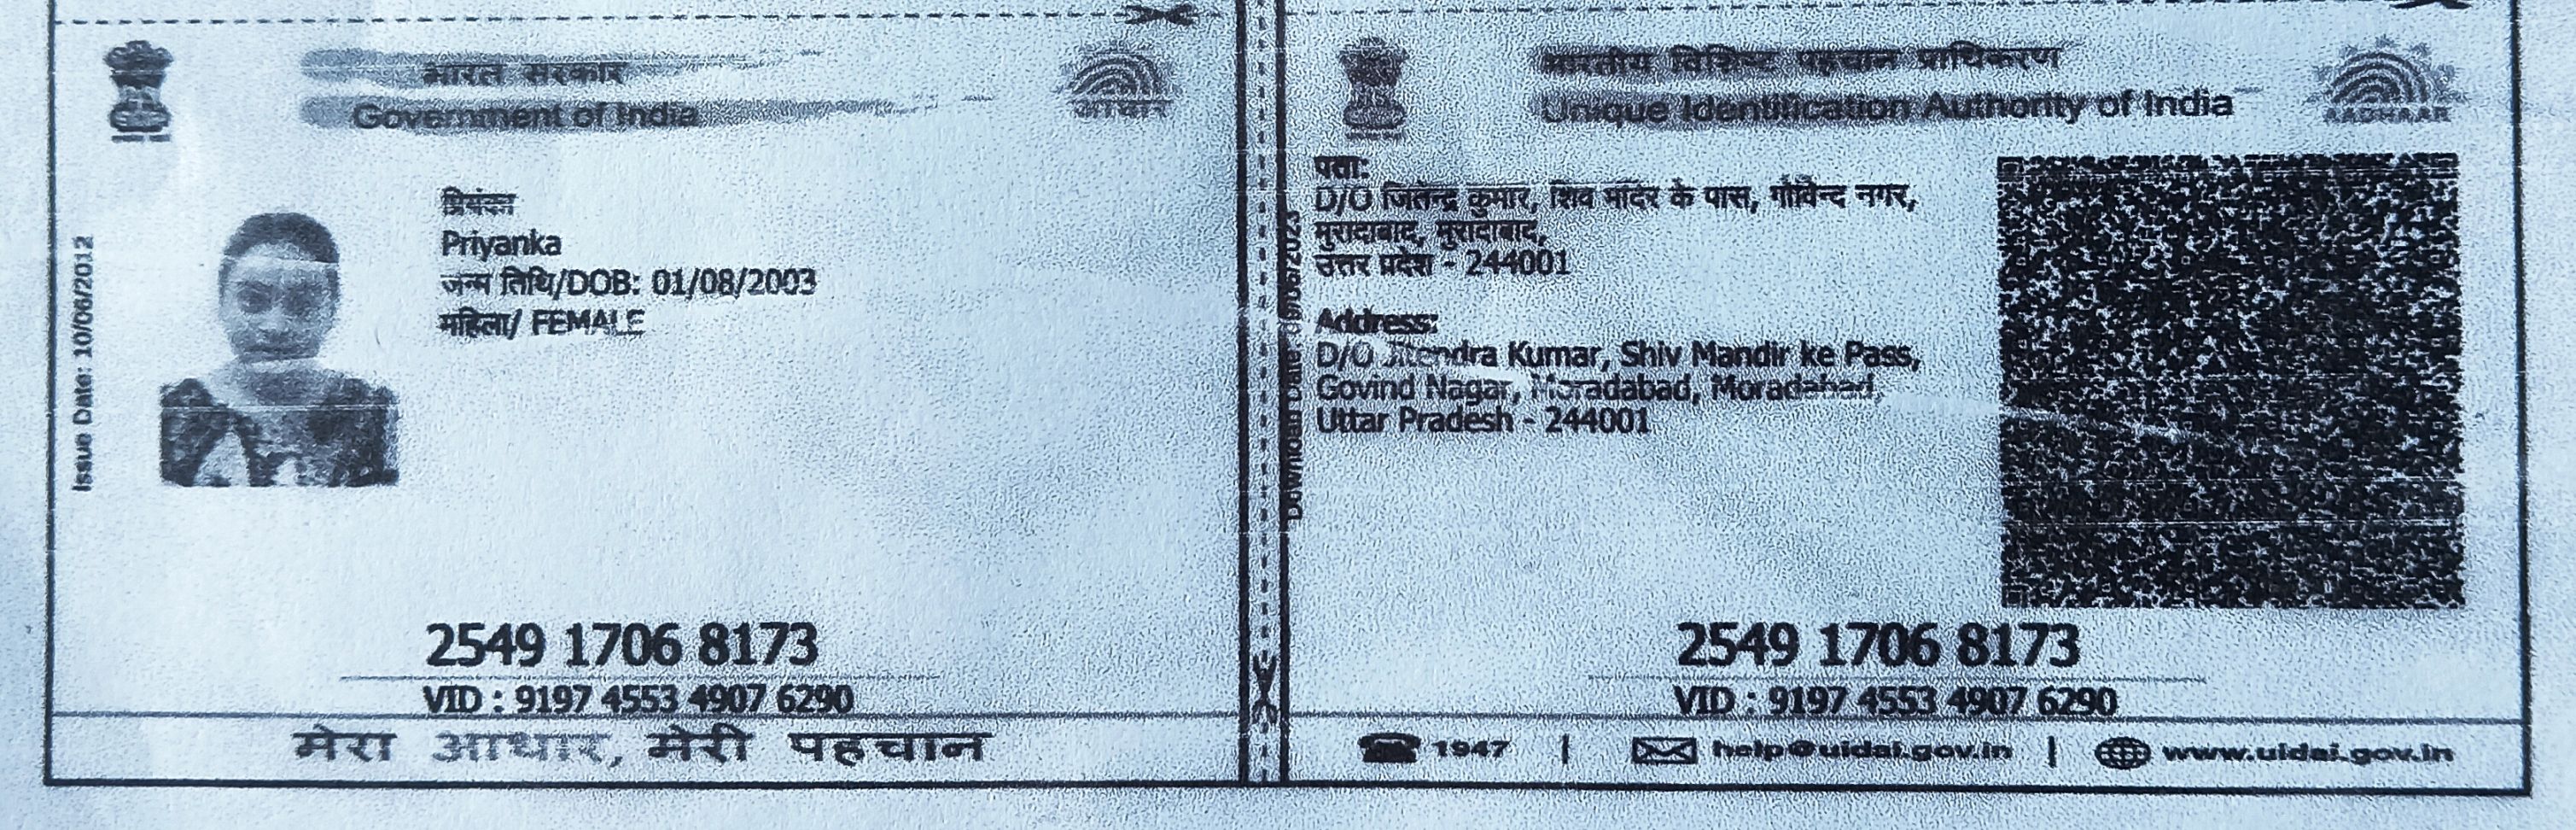 भारत सरकार
Government of India
आधार
Issue Date: 10/06/2012
प्रियंका
Priyanka
जन्म तिथि/DOB: 01/08/2003
महिला/ FEMALE
2549 1706 8173
VID : 9197 4553 4907 6290
मेरा आधार, मेरी पहचान
भारतीय विशिष्ट पहचान प्राधिकरण
Unique Identification Authority of India
AADHAAR
Download Date:
पता:
D/O जितेन्द्र कुमार, शिव मंदिर के पास, गोविन्द नगर,
मुरादाबाद, मुरादाबाद,
उत्तर प्रदेश - 244001
Address:
D/O Jitendra Kumar, Shiv Mandir ke Pass,
Govind Nagar, Moradabad, Moradabad,
Uttar Pradesh - 244001
2549 1706 8173
VID : 9197 4553 4907 6290
1947 | help@uidai.gov.in | www.uidai.gov.in